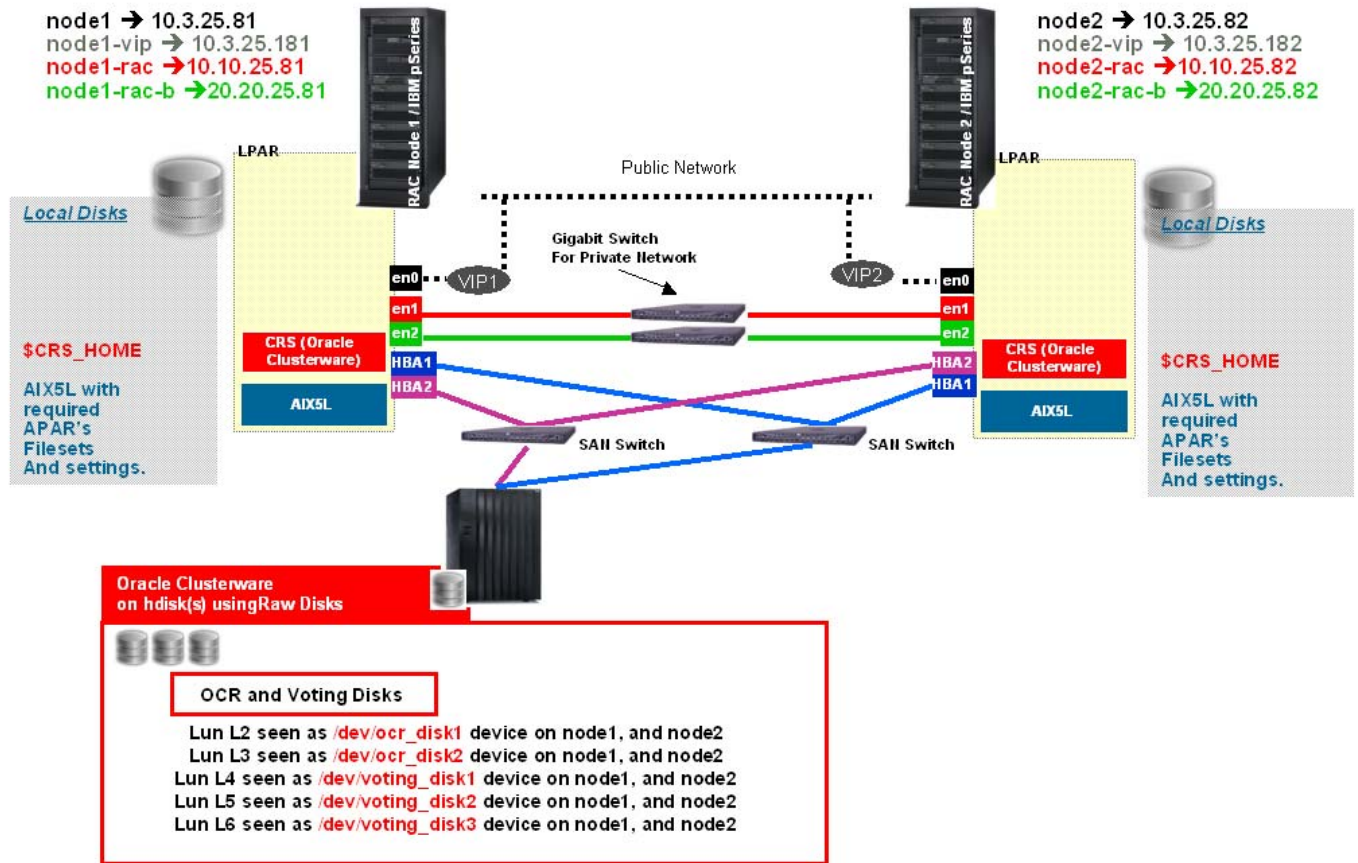 node1 → 10.3.25.81
node1-vip → 10.3.25.181
node1-rac →10.10.25.81
node1-rac-b →20.20.25.81
RAC Node 1 / IBM pSeries
RAC Node 2 / IBM pSeries
node2 → 10.3.25.82
node2-vip → 10.3.25.182
node2-rac →10.10.25.82
node2-rac-b →20.20.25.82
LPAR
Public Network
LPAR
Local Disks
Local Disks
Gigabit Switch
For Private Network
en0
VIP1
VIP2
en0
en1
en1
en2
en2
$CRS_HOME
CRS (Oracle
Clusterware)
HBA1
HBA2
HBA2
HBA1
CRS (Oracle
Clusterware)
$CRS_HOME
AIX5L with
required
APAR's
Filesets
And settings.
AIX5L
AIX5L
AIX5L with
required
APAR's
Filesets
And settings.
SAN Switch
SAN Switch
Oracle Clusterware
on hdisk(s) usingRaw Disks
OCR and Voting Disks
Lun L2 seen as /dev/ocr_disk1 device on node1, and node2
Lun L3 seen as /dev/ocr_disk2 device on node1, and node2
Lun L4 seen as /dev/voting_disk1 device on node1, and node2
Lun L5 seen as /dev/voting_disk2 device on node1, and node2
Lun L6 seen as /dev/voting_disk3 device on node1, and node2